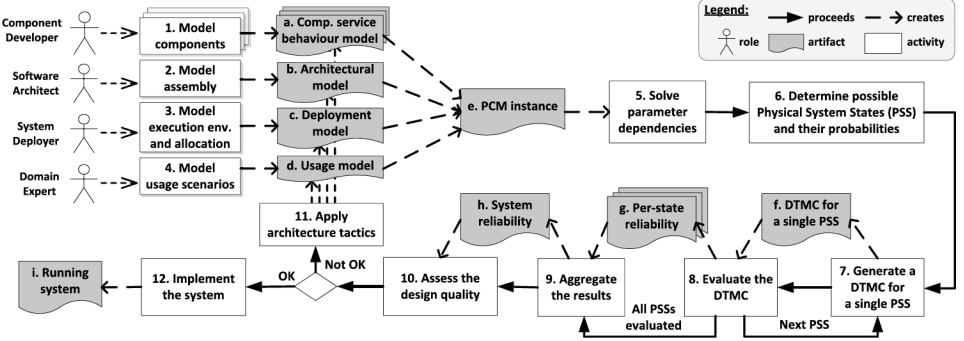 Component
Developer
1. Model
components
a. Comp. service
behaviour model
Legend:
proceeds
creates
role
artifact
activity
Software
Architect
2. Model
assembly
b. Architectural
model
System
Deployer
3. Model
execution env.
and allocation
c. Deployment
model
Domain
Expert
4. Model
usage scenarios
d. Usage model
e. PCM instance
5. Solve
parameter
dependencies
6. Determine possible
Physical System States (PSS)
and their probabilities
11. Apply
architecture tactics
h. System
reliability
g. Per-state
reliability
f. DTMC for
a single PSS
i. Running
system
12. Implement
the system
OK
Not OK
10. Assess the
design quality
9. Aggregate
the results
8. Evaluate the
DTMC
7. Generate a
DTMC for
a single PSS
All PSSs
evaluated
Next PSS